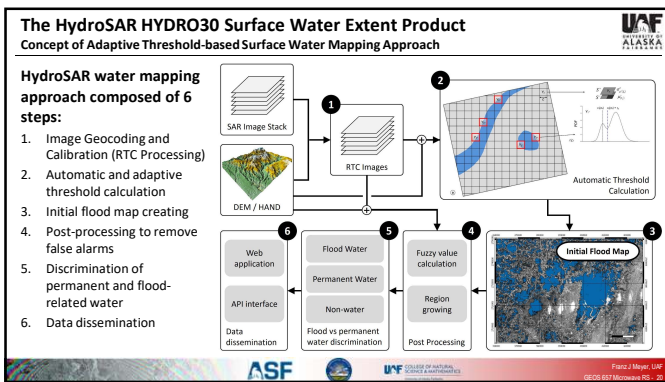 The HydroSAR HYDRO30 Surface Water Extent Product
Concept of Adaptive Threshold-based Surface Water Mapping Approach
UAF
UNIVERSITY OF
ALASKA
FAIRBANKS
HydroSAR water mapping
approach composed of 6
steps:
1. Image Geocoding and
Calibration (RTC Processing)
2. Automatic and adaptive
threshold calculation
3. Initial flood map creating
4. Post-processing to remove
false alarms
5. Discrimination of
permanent and flood-
related water
6. Data dissemination
SAR Image Stack
DEM / HAND
1
RTC Images
2
Automatic Threshold
Calculation
3
Initial Flood Map
4
Fuzzy value
calculation
Region
growing
Post Processing
5
Flood Water
Permanent Water
Non-water
Flood vs permanent
water discrimination
6
Web
application
API interface
Data
dissemination
ASF
UAF COLLEGE OF NATURAL
SCIENCE & MATHEMATICS
Franz J Meyer, UAF
GEOS 657 Microwave RS - 20